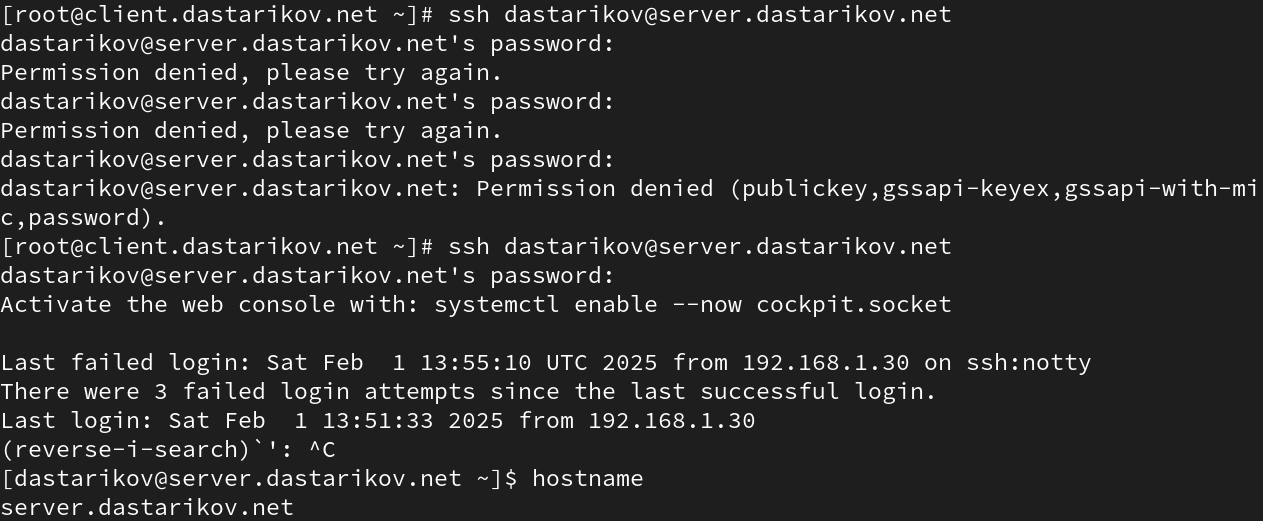 [root@client.dastarikov.net ~]# ssh dastarikov@server.dastarikov.net
dastarikov@server.dastarikov.net's password:
Permission denied, please try again.
dastarikov@server.dastarikov.net's password:
Permission denied, please try again.
dastarikov@server.dastarikov.net's password:
dastarikov@server.dastarikov.net: Permission denied (publickey,gssapi-keyex,gssapi-with-mi
c,password).
[root@client.dastarikov.net ~]# ssh dastarikov@server.dastarikov.net
dastarikov@server.dastarikov.net's password:
Activate the web console with: systemctl enable --now cockpit.socket

Last failed login: Sat Feb  1 13:55:10 UTC 2025 from 192.168.1.30 on ssh:notty
There were 3 failed login attempts since the last successful login.
Last login: Sat Feb  1 13:51:33 2025 from 192.168.1.30
(reverse-i-search)`': ^C
[dastarikov@server.dastarikov.net ~]$ hostname
server.dastarikov.net